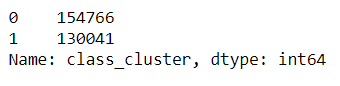 0    154766
1    130041
Name: class_cluster, dtype: int64